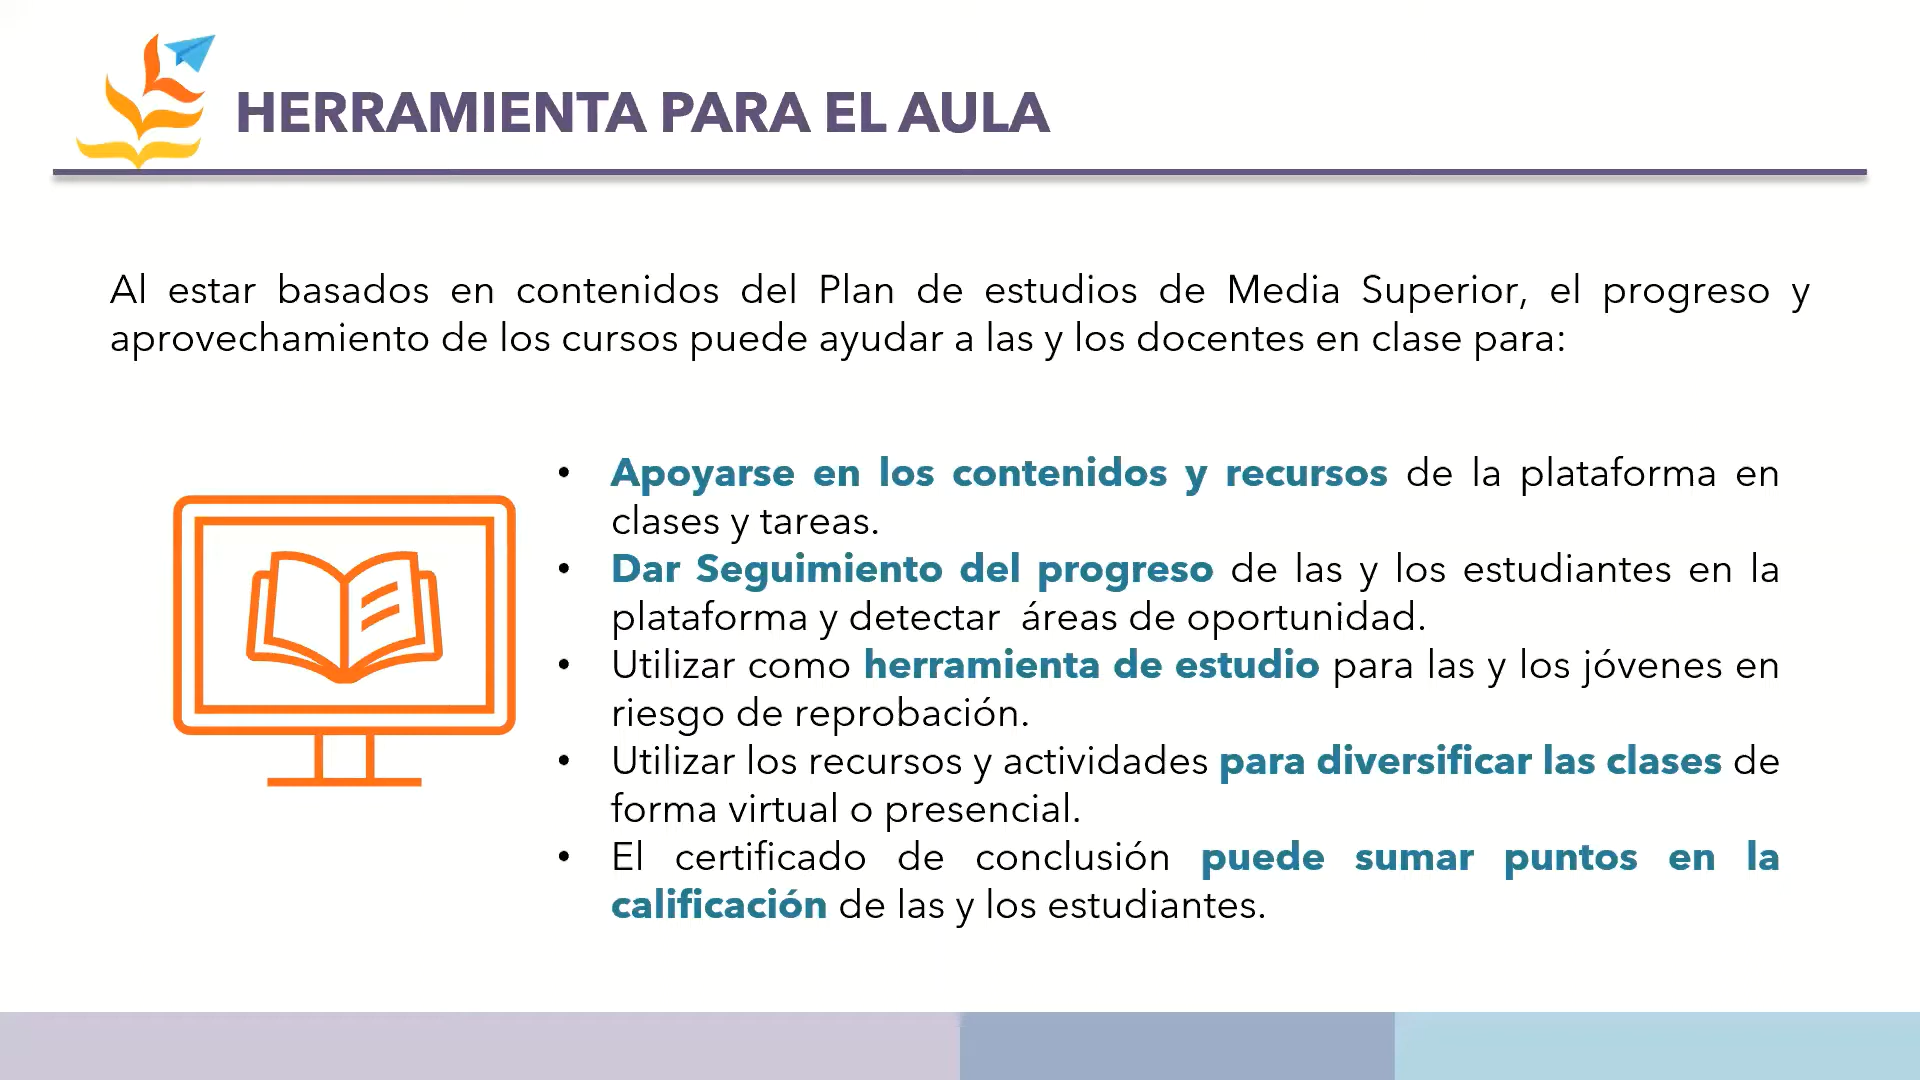 HERRAMIENTA PARA EL AULA
Al estar basados en contenidos del Plan de estudios de Media Superior, el progreso y
aprovechamiento de los cursos puede ayudar a las y los docentes en clase para:
• Apoyarse en los contenidos y recursos de la plataforma en
clases y tareas.
• Dar Seguimiento del progreso de las y los estudiantes en la
plataforma y detectar  áreas de oportunidad.
• Utilizar como herramienta de estudio para las y los jóvenes en
riesgo de reprobación.
• Utilizar los recursos y actividades para diversificar las clases de
forma virtual o presencial.
• El certificado de conclusión puede sumar puntos en la
calificación de las y los estudiantes.